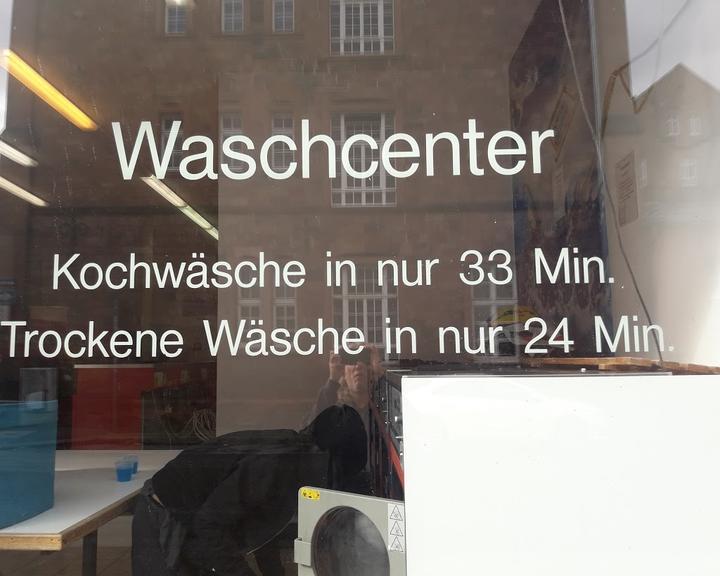 Waschcenter
Kochwäsche in nur 33 Min.
Trockene Wäsche in nur 24 Min.